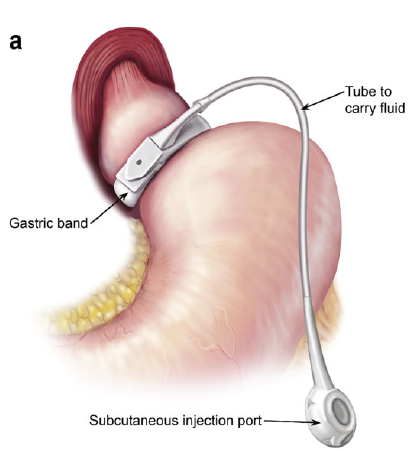 a
Tube to
carry fluid
Gastric band
Subcutaneous injection port